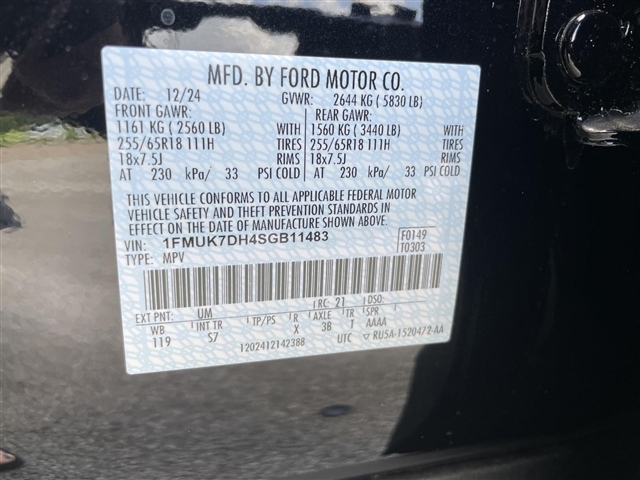 MFD. BY FORD MOTOR CO.
DATE: 12/24 GVWR: 2644 KG ( 5830 LB)
FRONT GAWR: REAR GAWR:
1161 KG ( 2560 LB) WITH 1560 KG ( 3440 LB) WITH
255/65R18 111H TIRES 255/65R18 111H TIRES
18x7.5J RIMS 18x7.5J RIMS
AT 230 kPa/ 33 PSI COLD AT 230 kPa/ 33 PSI COLD
THIS VEHICLE CONFORMS TO ALL APPLICABLE FEDERAL MOTOR
VEHICLE SAFETY AND THEFT PREVENTION STANDARDS IN
EFFECT ON THE DATE OF MANUFACTURE SHOWN ABOVE.
VIN: 1FMUK7DH4SGB11483 F0149
TYPE: MPV T0303
EXT PNT: UM RC: 21 DSO:
WB INT TR TP/PS R AXLE TR SPR
119 S7 X 3B T AAAA
1202412142388 UTC ▽ RU5A-1520472-AA